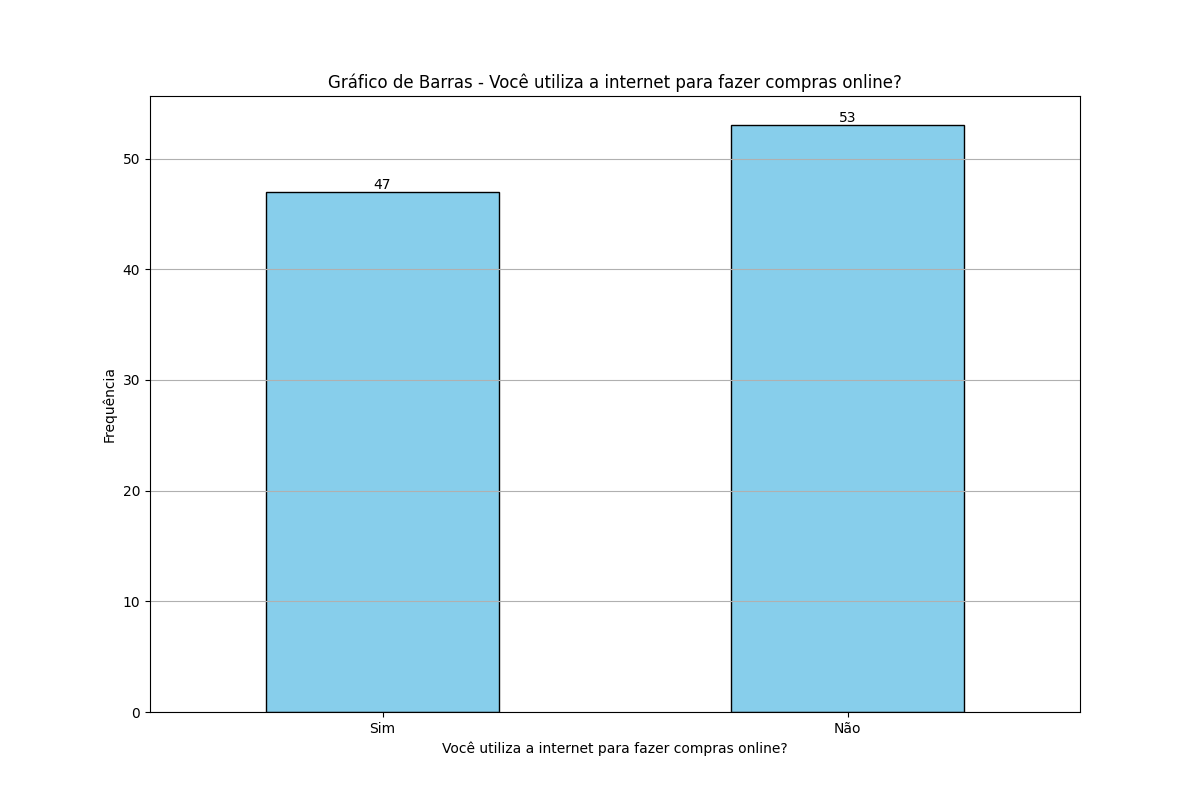 Gráfico de Barras - Você utiliza a internet para fazer compras online?
53
47
50
40
30
20
10
0
Frequência
Sim
Não
Você utiliza a internet para fazer compras online?